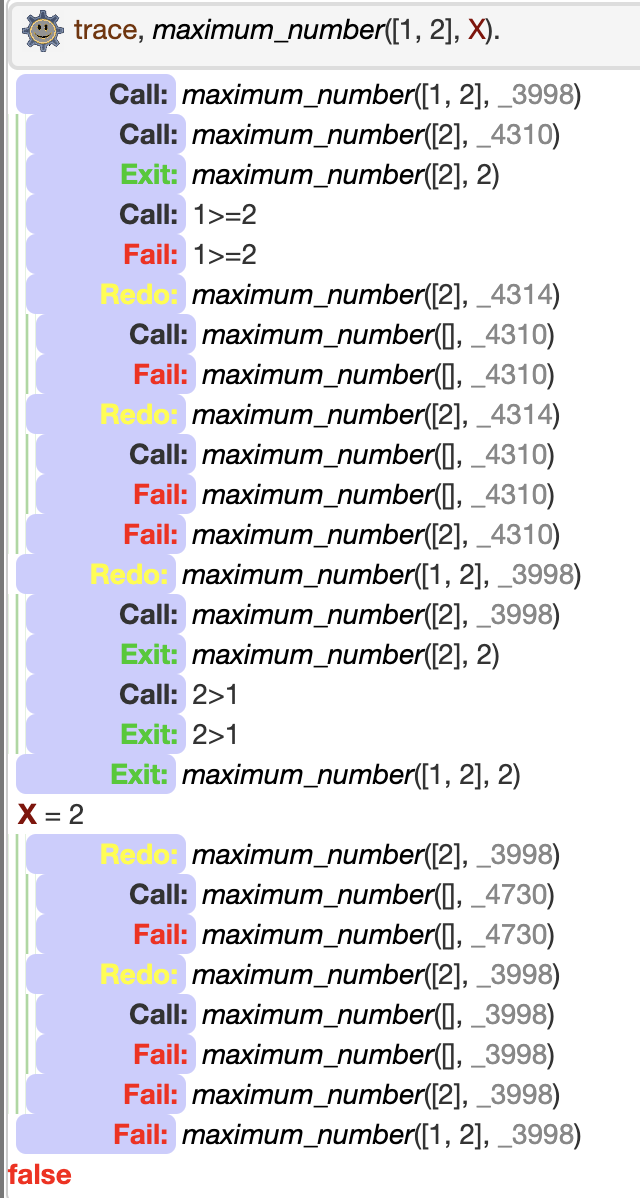 trace, maximum_number([1, 2], X).
Call: maximum_number([1, 2], _3998)
Call: maximum_number([2], _4310)
Exit: maximum_number([2], 2)
Call: 1>=2
Fail: 1>=2
Redo: maximum_number([2], _4314)
Call: maximum_number([], _4310)
Fail: maximum_number([], _4310)
Redo: maximum_number([2], _4314)
Call: maximum_number([], _4310)
Fail: maximum_number([], _4310)
Fail: maximum_number([2], _4310)
Redo: maximum_number([1, 2], _3998)
Call: maximum_number([2], _3998)
Exit: maximum_number([2], 2)
Call: 2>1
Exit: 2>1
Exit: maximum_number([1, 2], 2)
X = 2
Redo: maximum_number([2], _3998)
Call: maximum_number([], _4730)
Fail: maximum_number([], _4730)
Redo: maximum_number([2], _3998)
Call: maximum_number([], _3998)
Fail: maximum_number([], _3998)
Fail: maximum_number([2], _3998)
Fail: maximum_number([1, 2], _3998)
false